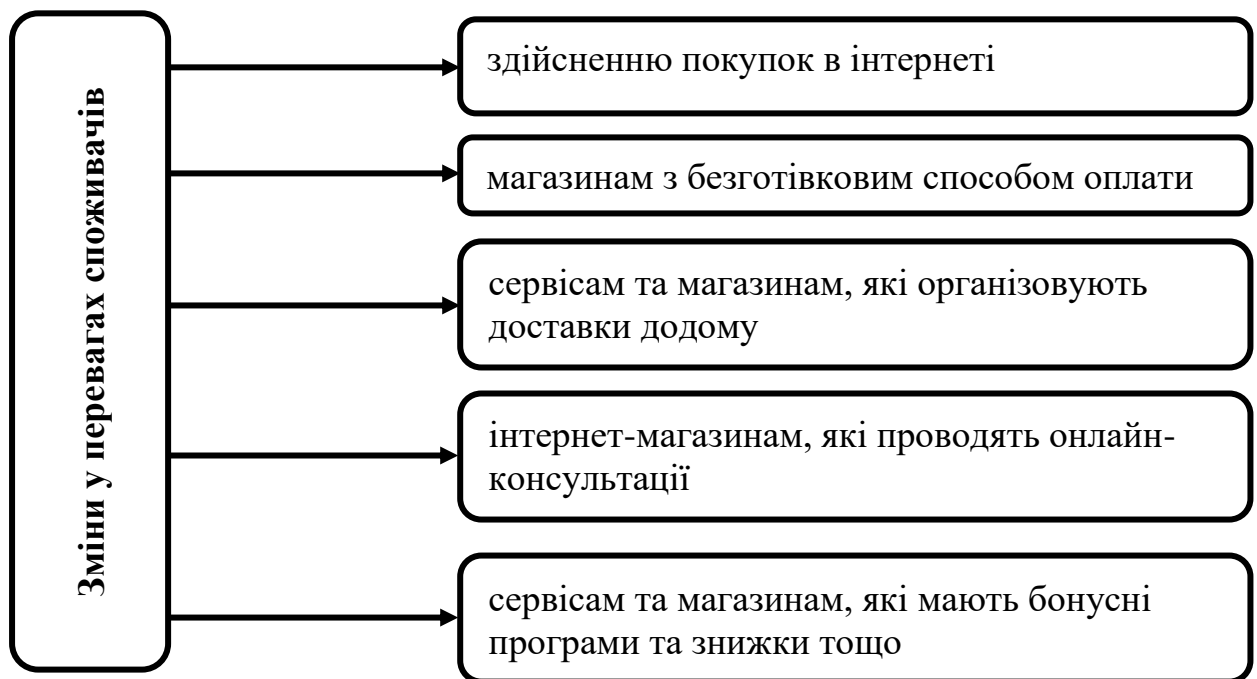 Зміни у перевагах споживачів
здійсненню покупок в інтернеті
магазинам з безготівковим способом оплати
сервісам та магазинам, які організовують
доставки додому
інтернет-магазинам, які проводять онлайн-
консультації
сервісам та магазинам, які мають бонусні
програми та знижки тощо